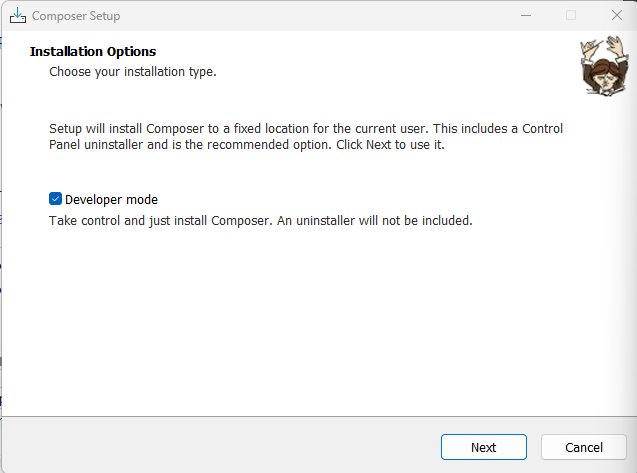 Composer Setup
Installation Options
Choose your installation type.
Setup will install Composer to a fixed location for the current user. This includes a Control
Panel uninstaller and is the recommended option. Click Next to use it.
Developer mode
Take control and just install Composer. An uninstaller will not be included.
Next
Cancel